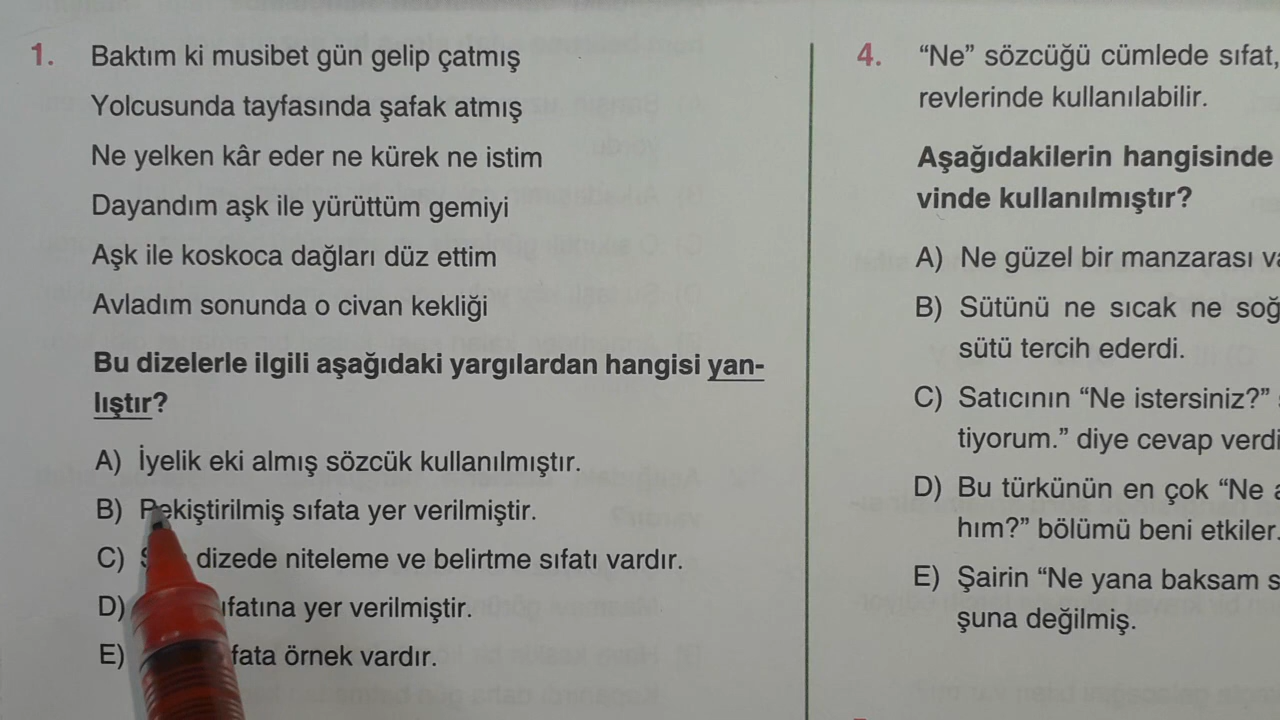 1. Baktım ki musibet gün gelip çatmış
Yolcusunda tayfasında şafak atmış
Ne yelken kâr eder ne kürek ne istim
Dayandım aşk ile yürüttüm gemiyi
Aşk ile koskoca dağları düz ettim
Avladım sonunda o civan kekliği
Bu dizelerle ilgili aşağıdaki yargılardan hangisi yan-
lıştır?
A) İyelik eki almış sözcük kullanılmıştır.
B) Pekiştirilmiş sıfata yer verilmiştir.
C) dizede niteleme ve belirtme sıfatı vardır.
D) yer verilmiştir.
E) örnek vardır.
4. “Ne” sözcüğü cümlede sıfat,
revlerinde kullanılabilir.
Aşağıdakilerin hangisinde
vinde kullanılmıştır?
A) Ne güzel bir manzarası
B) Sütünü ne sıcak ne
sütü tercih ederdi.
C) Satıcının “Ne istersiniz?”
tiyorum.” diye cevap
D) Bu türkünün en çok “Ne
hım?” bölümü beni etkiler.
E) Şairin “Ne yana baksam
şuna değilmiş.